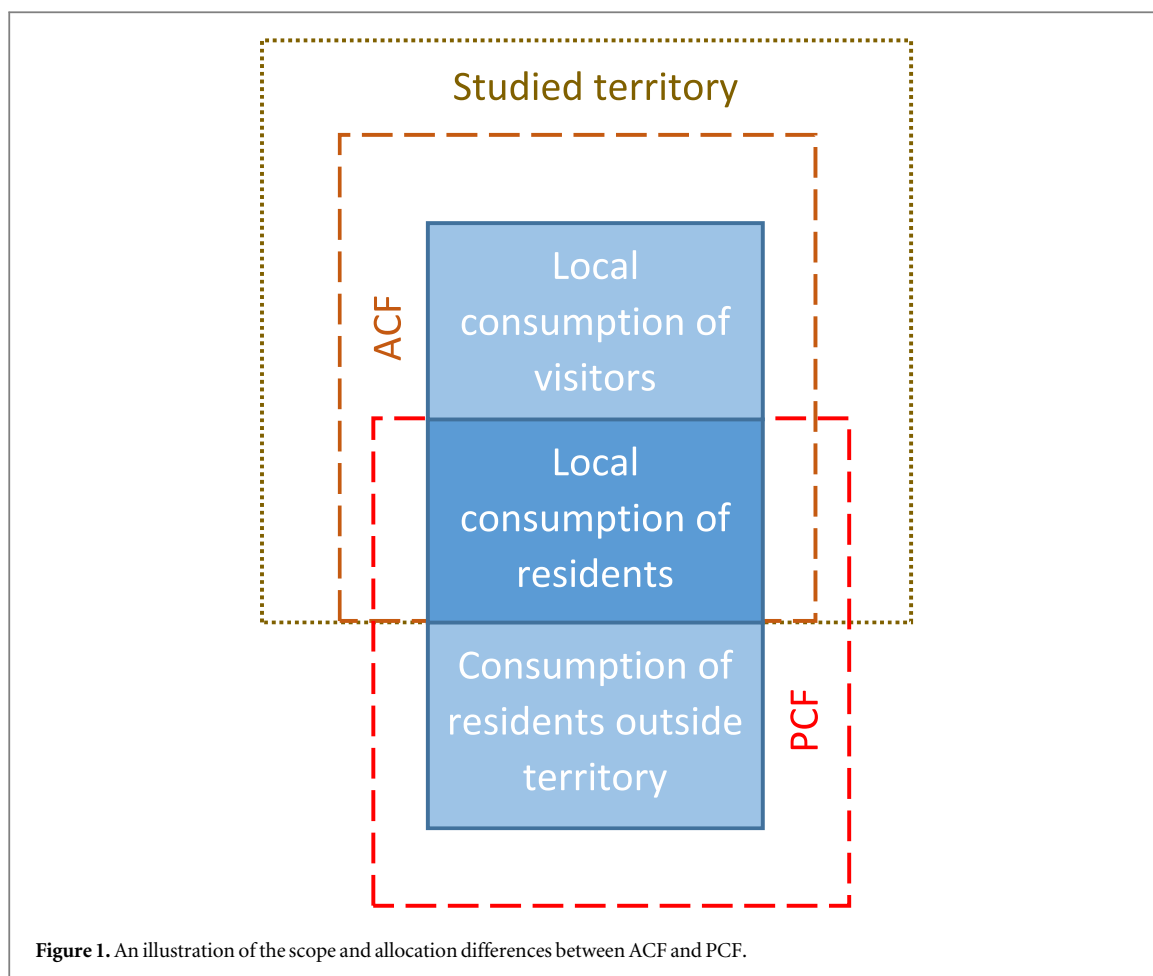 Studied territory
ACF
Local
consumption of
visitors
Local
consumption of
residents
Consumption of
residents outside
territory
PCF
Figure 1. An illustration of the scope and allocation differences between ACF and PCF.